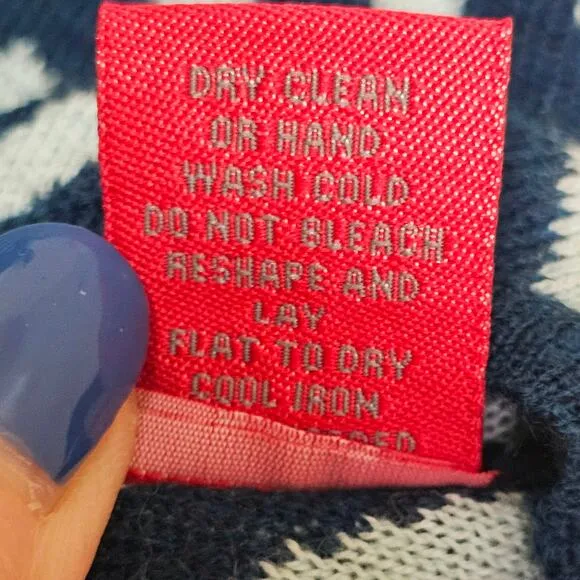 DRY CLEAN
OR HAND
WASH COLD
DO NOT BLEACH
RESHAPE AND
LAY
FLAT TO DRY
COOL IRON